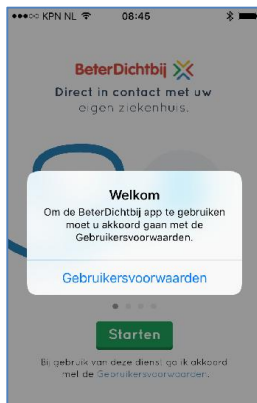 KPN NL 08:45
BeterDichtbij
Direct in contact met uw
eigen ziekenhuis.
Welkom
Om de BeterDichtbij app te gebruiken
moet u akkoord gaan met de
Gebruikersvoorwaarden.
Gebruikersvoorwaarden
Starten
Bij gebruik van deze dienst ga ik akkoord
met de Gebruikersvoorwaarden.